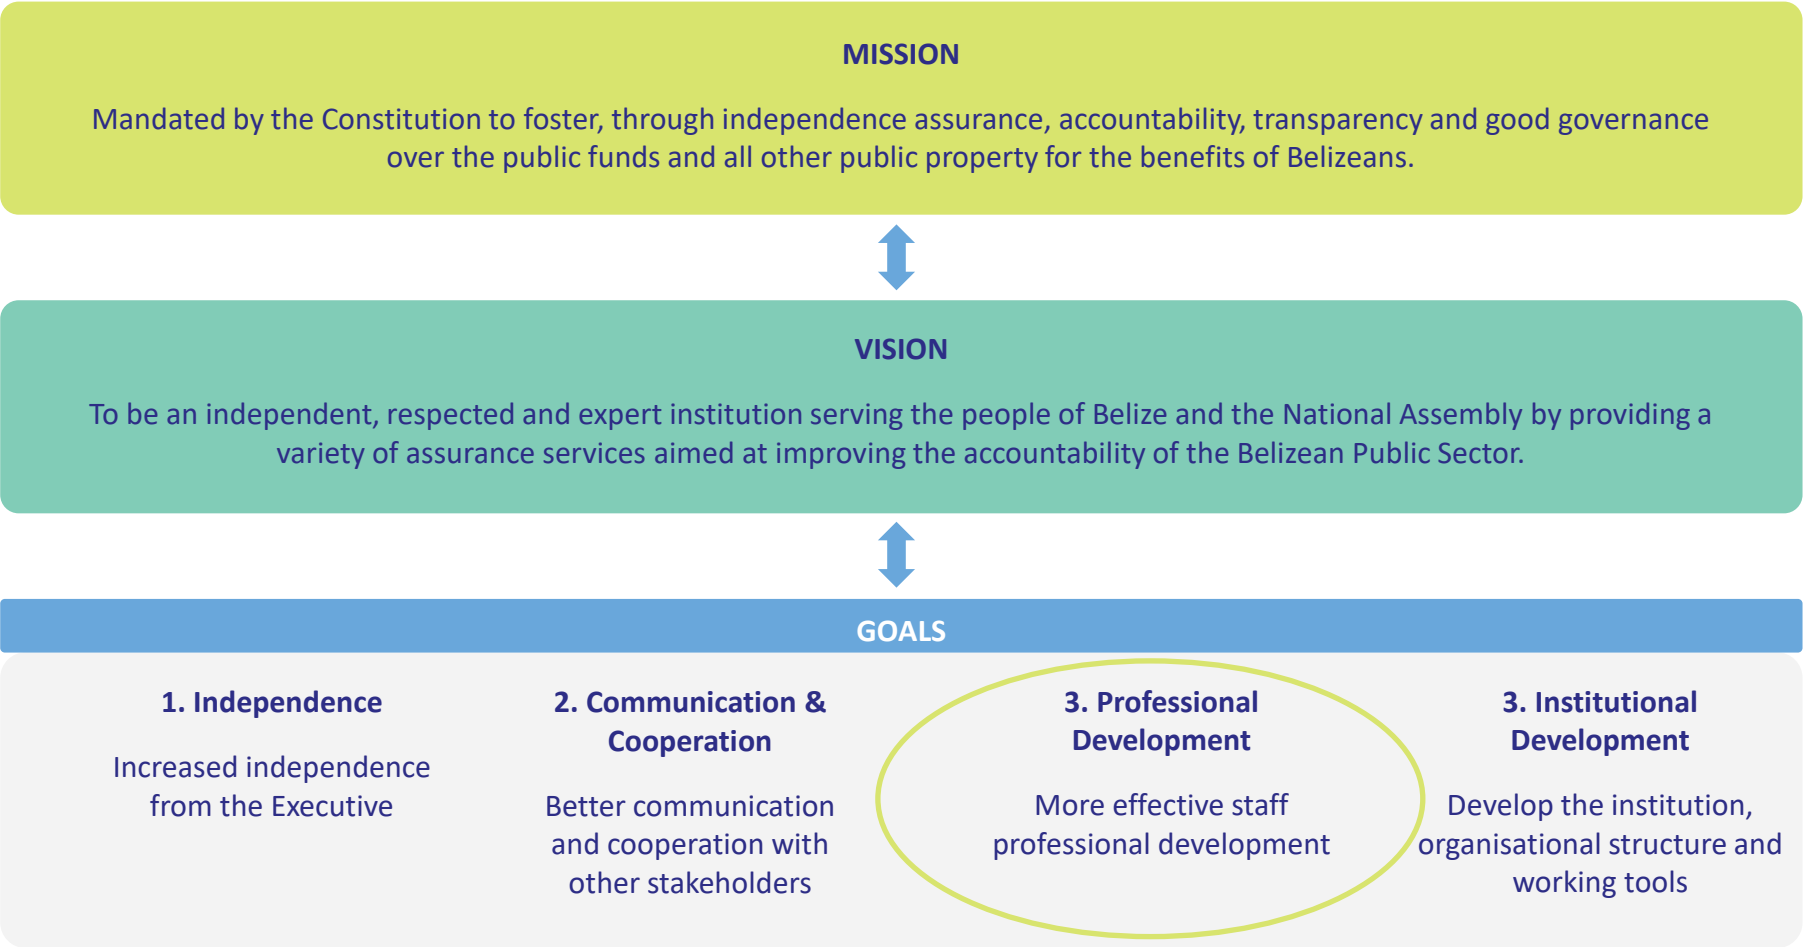 MISSION
Mandated by the Constitution to foster, through independence assurance, accountability, transparency and good governance
over the public funds and all other public property for the benefits of Belizeans.
VISION
To be an independent, respected and expert institution serving the people of Belize and the National Assembly by providing a
variety of assurance services aimed at improving the accountability of the Belizean Public Sector.
GOALS
1. Independence
Increased independence
from the Executive
2. Communication &
Cooperation
Better communication
and cooperation with
other stakeholders
3. Professional
Development
More effective staff
professional development
3. Institutional
Development
Develop the institution,
organisational structure and
working tools